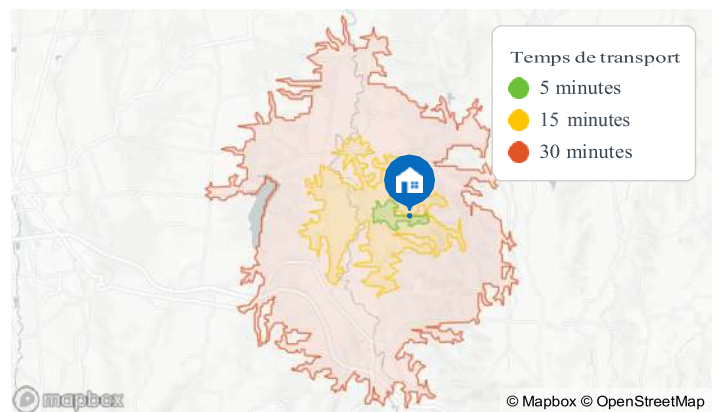 Temps de transport
5 minutes
15 minutes
30 minutes
mapbox
© Mapbox © OpenStreetMap